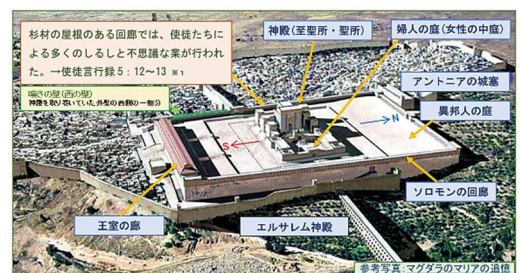 杉材の屋根のある回廊では、使徒たち
による多くのしるしと不思議な業が行われ
た。→使徒言行録5:12~13 ※1
神殿(至聖所・聖所)
婦人の庭(女性の中庭)
アントニアの城塞
嘆きの壁(西の壁)
神殿を取り巻いていた外壁の西側の一部分
異邦人の庭
N
S
ソロモンの回廊
王室の廊
エルサレム神殿
参考写真:マグダラのマリアの追憶